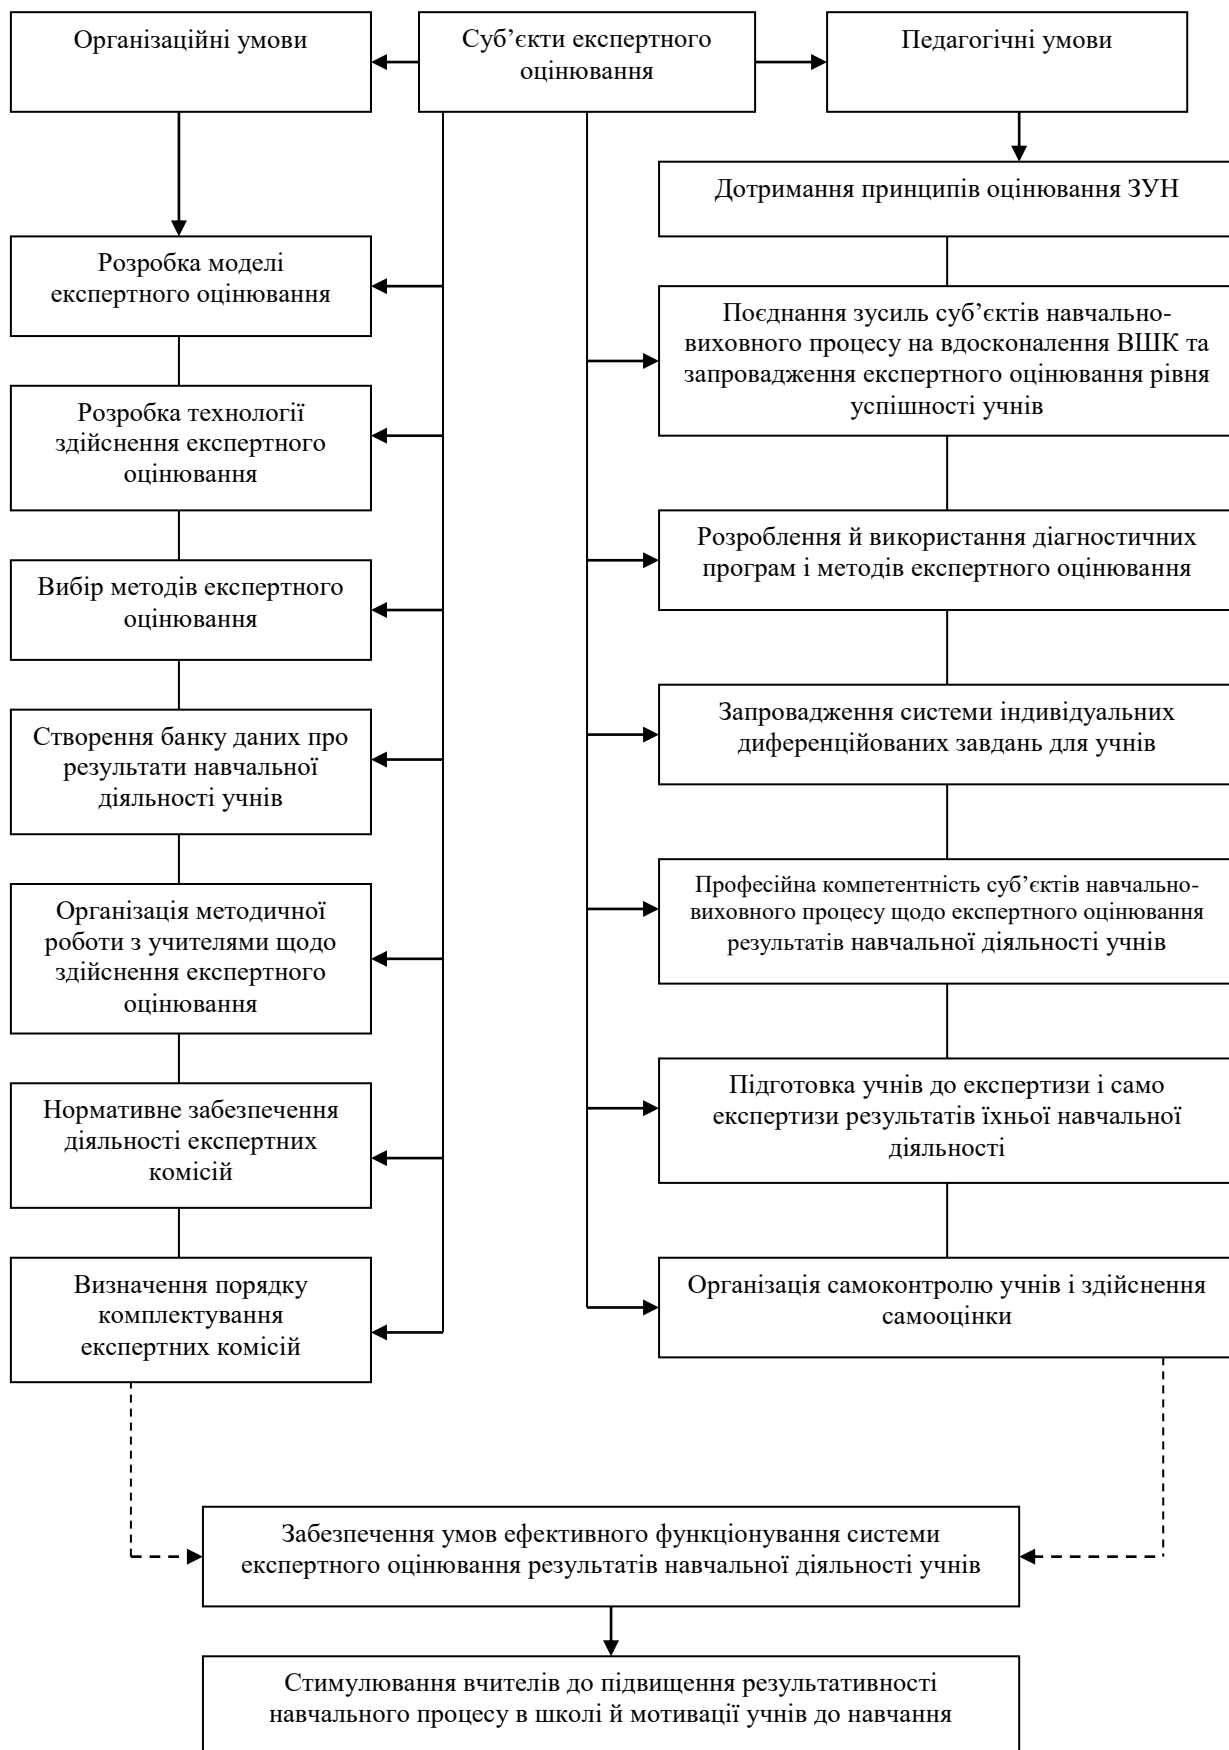 Організаційні умови
Суб’єкти експертного
оцінювання
Педагогічні умови
Розробка моделі
експертного оцінювання
Розробка технології
здійснення експертного
оцінювання
Вибір методів експертного
оцінювання
Створення банку даних про
результати навчальної
діяльності учнів
Організація методичної
роботи з учителями щодо
здійснення експертного
оцінювання
Нормативне забезпечення
діяльності експертних
комісій
Визначення порядку
комплектування
експертних комісій
Дотримання принципів оцінювання ЗУН
Поєднання зусиль суб’єктів навчально-
виховного процесу на вдосконалення ВШК та
запровадження експертного оцінювання рівня
успішності учнів
Розроблення й використання діагностичних
програм і методів експертного оцінювання
Запровадження системи індивідуальних
диференційованих завдань для учнів
Професійна компетентність суб’єктів навчально-
виховного процесу щодо експертного оцінювання
результатів навчальної діяльності учнів
Підготовка учнів до експертизи і само
експертизи результатів їхньої навчальної
діяльності
Організація самоконтролю учнів і здійснення
самооцінки
Забезпечення умов ефективного функціонування системи
експертного оцінювання результатів навчальної діяльності учнів
Стимулювання вчителів до підвищення результативності
навчального процесу в школі й мотивації учнів до навчання